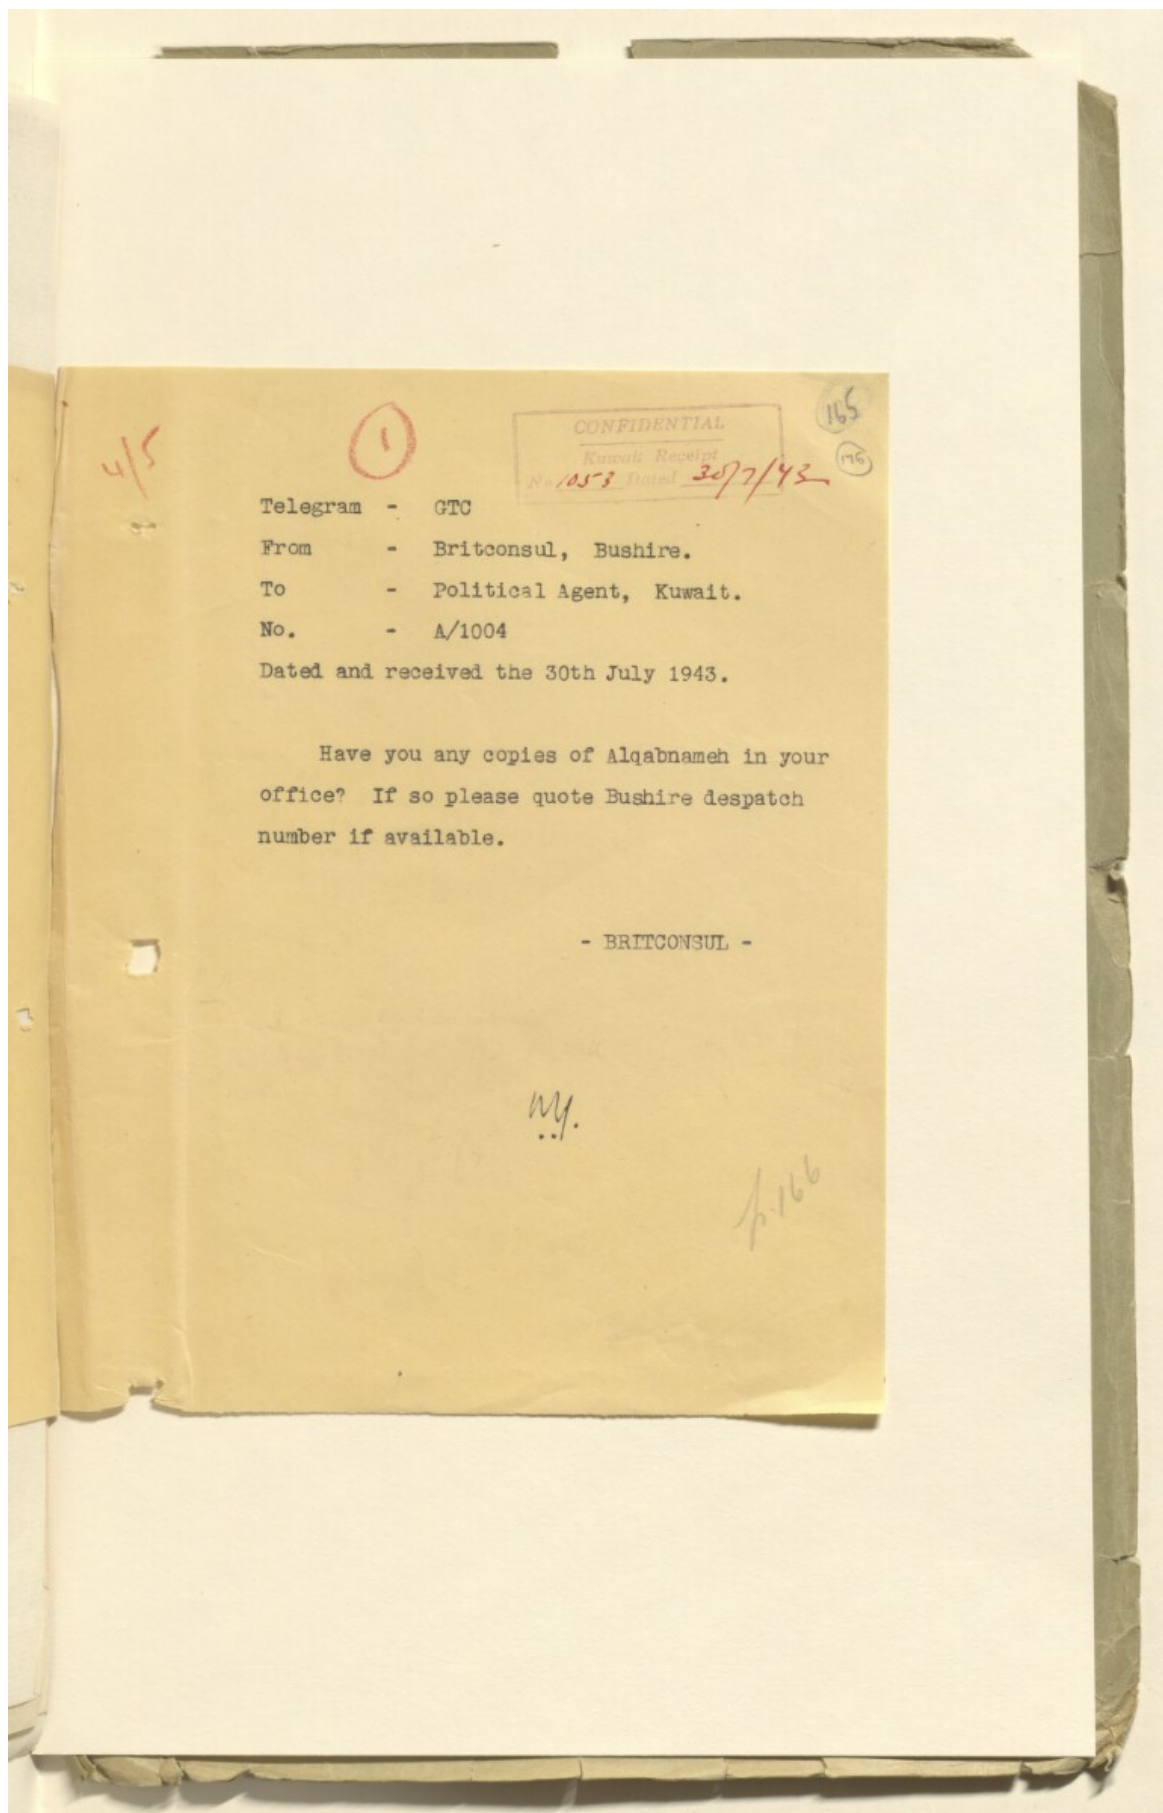 4/5
1
CONFIDENTIAL
Kuwait Receipt
No 1053 Dated 30/7/43
165
176
Telegram - GTC
From - Britconsul, Bushire.
To - Political Agent, Kuwait.
No. - A/1004
Dated and received the 30th July 1943.
Have you any copies of Alqabnameh in your
office? If so please quote Bushire despatch
number if available.
- BRITCONSUL -
p.166